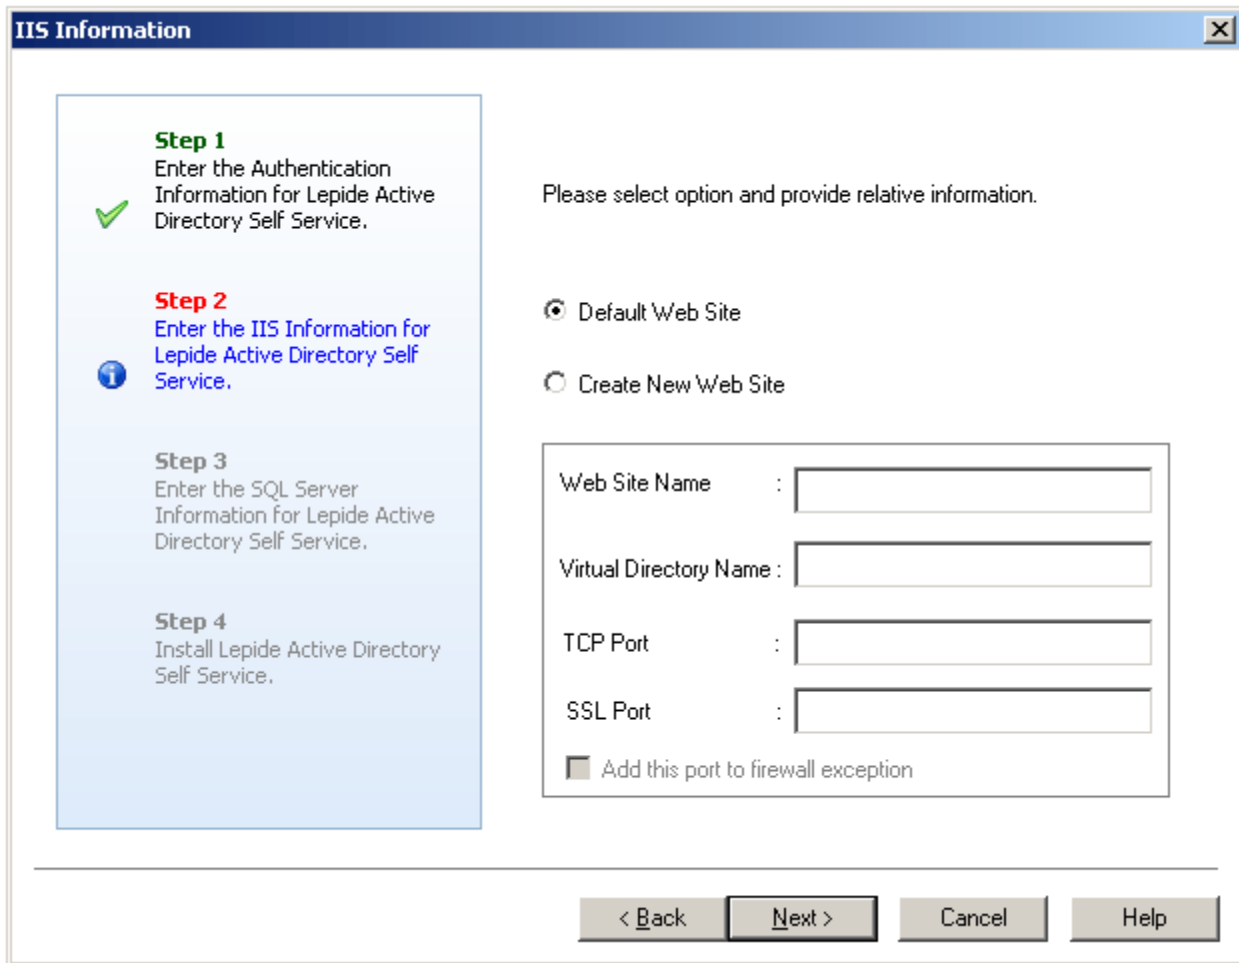 IIS Information
Step 1
Enter the Authentication
Information for Lepide Active
Directory Self Service.
Step 2
Enter the IIS Information for
Lepide Active Directory Self
Service.
Step 3
Enter the SQL Server
Information for Lepide Active
Directory Self Service.
Step 4
Install Lepide Active Directory
Self Service.
Please select option and provide relative information.
Default Web Site
Create New Web Site
Web Site Name :
Virtual Directory Name :
TCP Port :
SSL Port :
Add this port to firewall exception
< Back
Next >
Cancel
Help